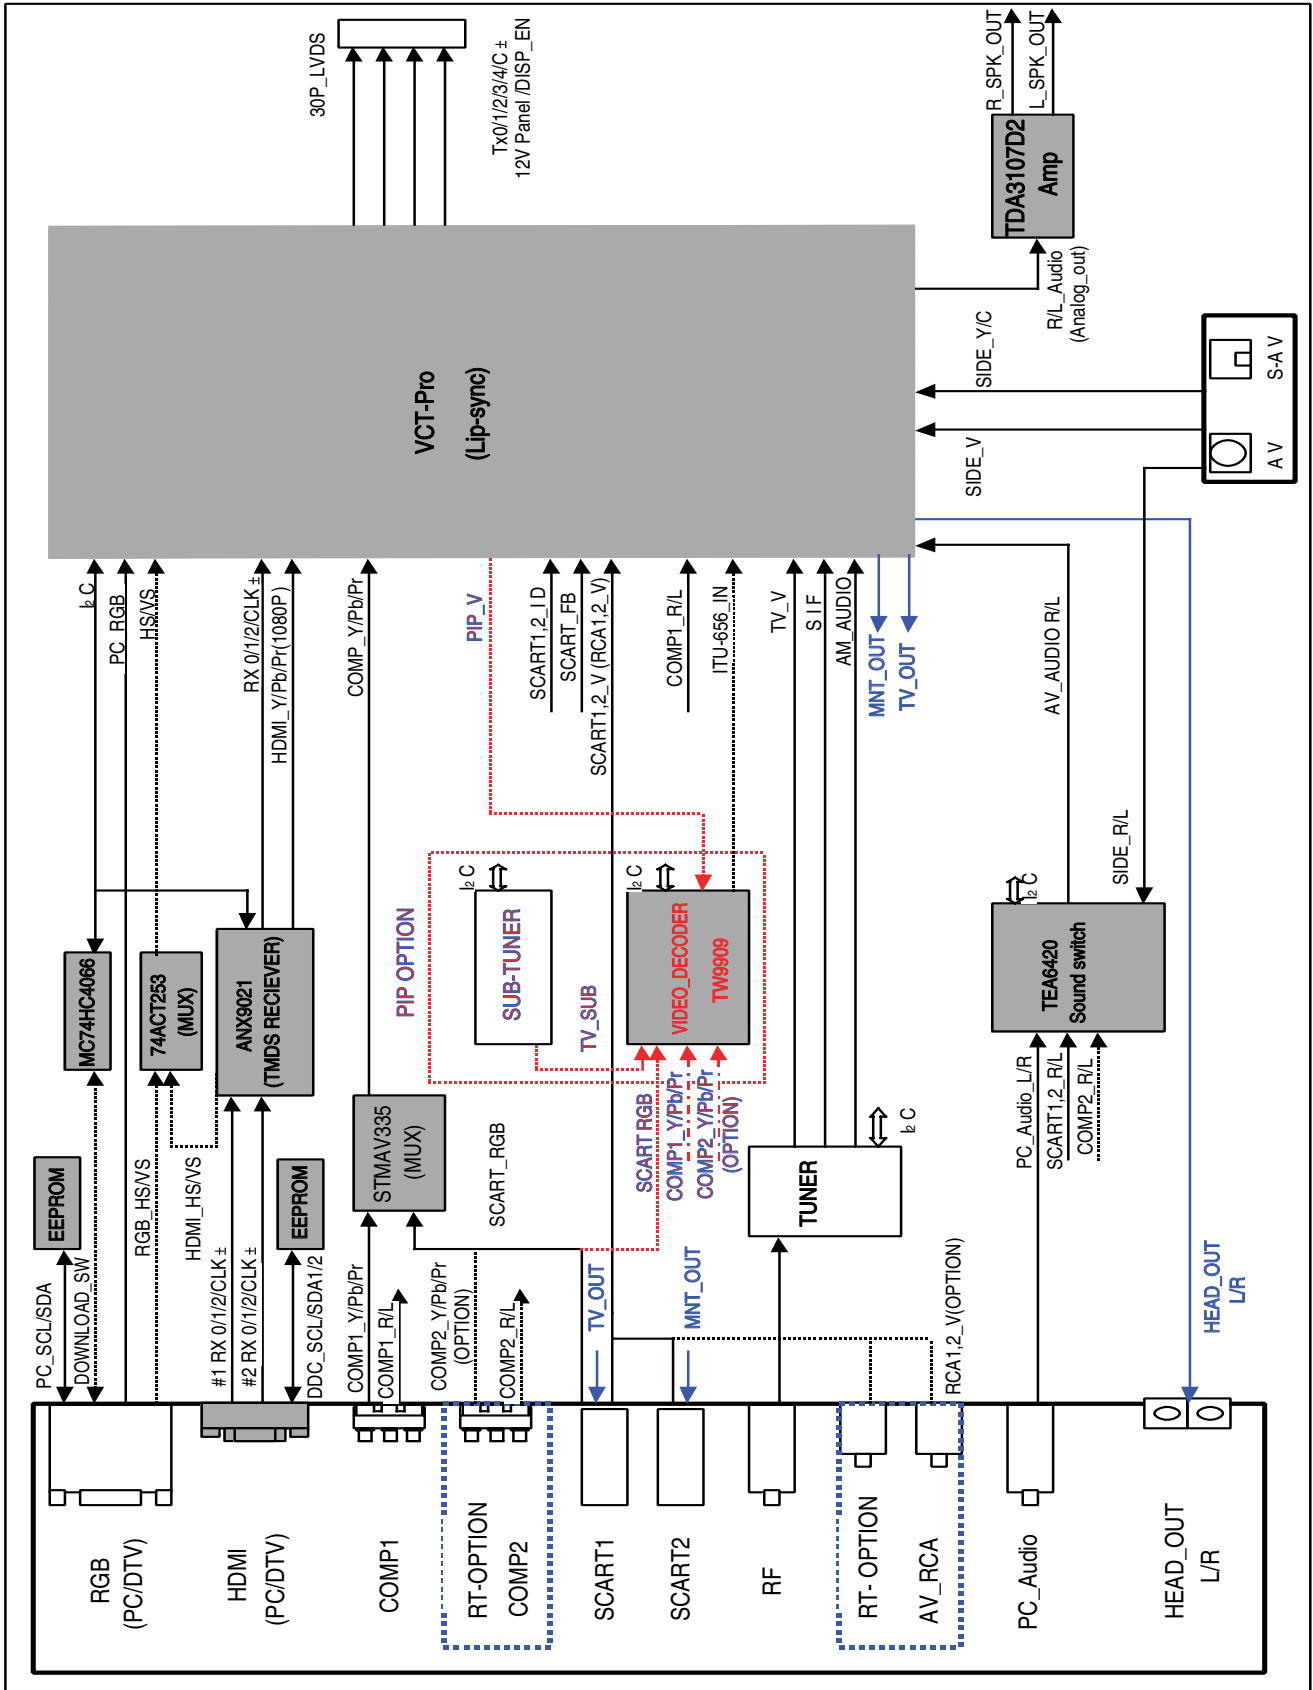 RGB
(PC/DTV)
HDMI
(PC/DTV)
COMP1
RT-OPTION
COMP2
SCART1
SCART2
RF
RT- OPTION
AV_RCA
PC_Audio
HEAD_OUT
L/R
PC_SCL/SDA
DOWNLOAD_SW
RGB_HS/VS
HDMI_HS/VS
#1 RX 0/1/2/CLK ±
#2 RX 0/1/2/CLK ±
DDC_SCL/SDA1/2
COMP1_Y/Pb/Pr
COMP1_R/L
COMP2_Y/Pb/Pr
(OPTION)
COMP2_R/L
SCART_RGB
TV_OUT
MNT_OUT
RCA1,2_V(OPTION)
HEAD_OUT
L/R
EEPROM
EEPROM
MC74HC4066
74ACT253
(MUX)
ANX9021
(TMDS RECIEVER)
STMAV335
(MUX)
PIP OPTION
SUB-TUNER
I2 C
TV_SUB
VIDEO_DECODER
TW9909
I2 C
SCART RGB
COMP1_Y/Pb/Pr
COMP2_Y/Pb/Pr
(OPTION)
TUNER
I2 C
PC_Audio_L/R
SCART1,2_R/L
COMP2_R/L
TEA6420
Sound switch
I2 C
SIDE_R/L
I2 C
PC_RGB
HS/VS
RX 0/1/2/CLK ±
HDMI_Y/Pb/Pr(1080P )
COMP_Y/Pb/Pr
PIP_V
SCART1,2_I D
SCART_FB
SCART1,2_V (RCA1,2_V)
COMP1_R/L
ITU-656_IN
TV_V
S I F
AM_AUDIO
MNT_OUT
TV_OUT
AV_AUDIO R/L
VCT-Pro
(Lip-sync)
SIDE_V
SIDE_Y/C
A V
S-A V
R/L_Audio
(Analog_out)
TDA3107D2
Amp
R_SPK_OUT
L_SPK_OUT
30P_LVDS
Tx0/1/2/3/4/C ±
12V Panel /DISP_EN